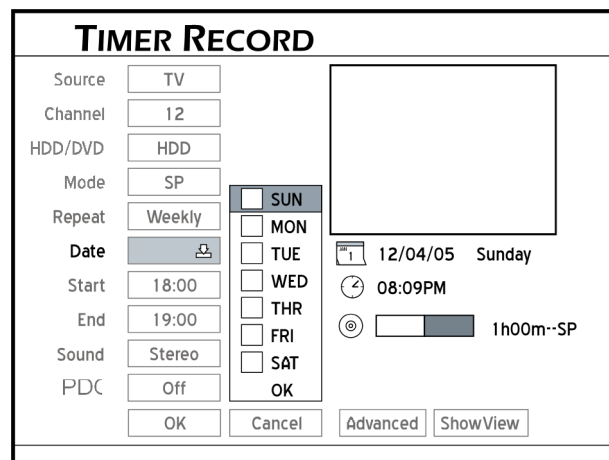 TIMER RECORD
Source TV
Channel 12
HDD/DVD HDD
Mode SP
Repeat Weekly
Date
Start 18:00
End 19:00
Sound Stereo
PDC Off
OK Cancel Advanced ShowView
SUN
MON
TUE
WED
THR
FRI
SAT
OK
JAN 1 12/04/05 Sunday
08:09PM
1h00m--SP